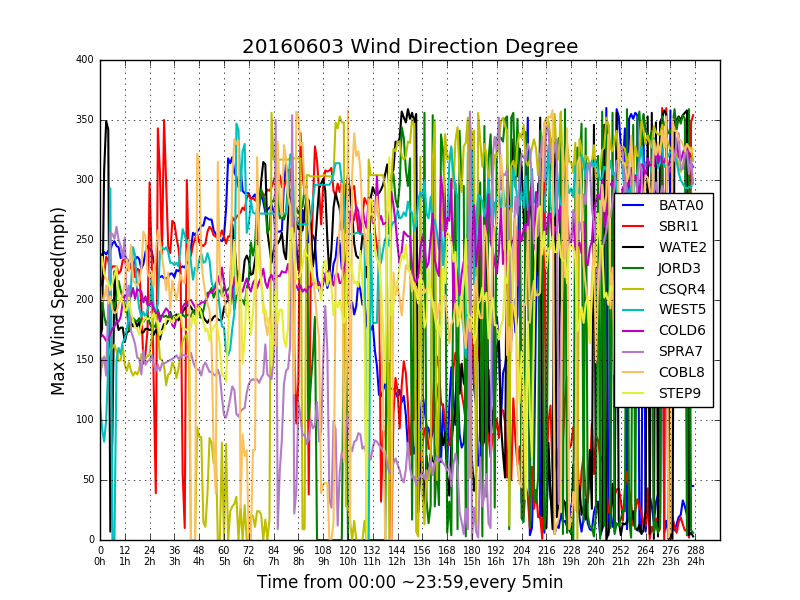 20160603 Wind Direction Degree
400
350
300
250
200
150
100
50
0
Max Wind Speed(mph)
BATA0
SBRI1
WATE2
JORD3
CSQR4
WEST5
COLD6
SPRA7
COBL8
STEP9
0 12 24 36 48 60 72 84 96 108 120 132 144 156 168 180 192 204 216 228 240 252 264 276 288
0h 1h 2h 3h 4h 5h 6h 7h 8h 9h 10h 11h 12h 13h 14h 15h 16h 17h 18h 19h 20h 21h 22h 23h 24h
Time from 00:00 ~23:59,every 5min